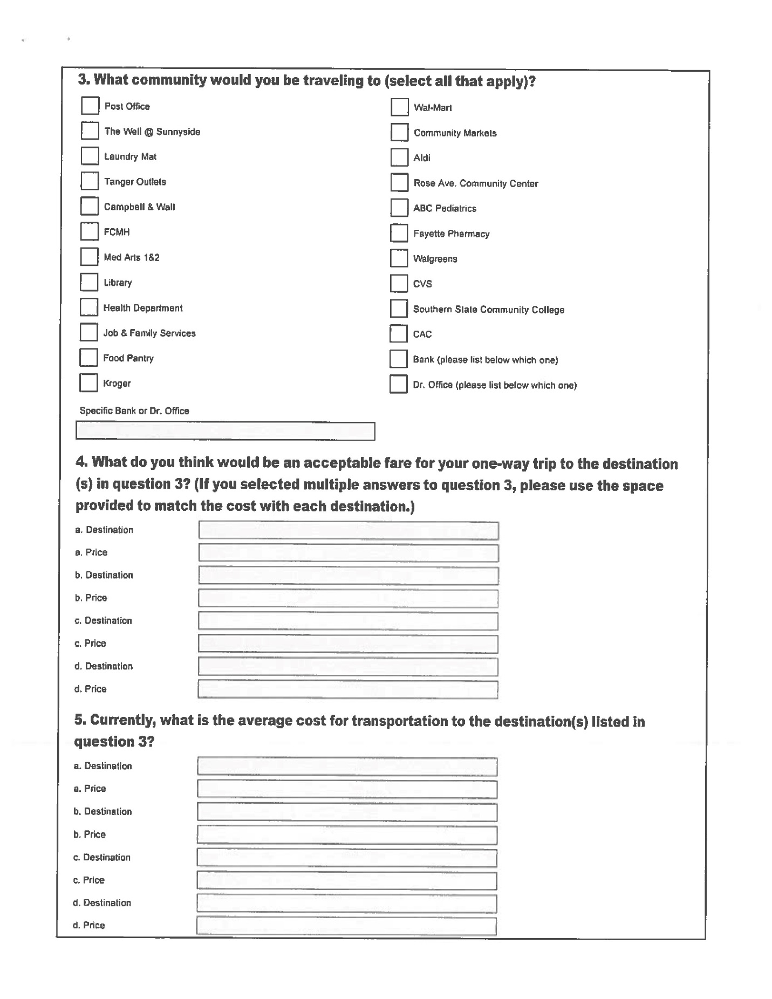 3. What community would you be traveling to (select all that apply)?
Post Office
The Well @ Sunnyside
Laundry Mat
Tanger Outlets
Campbell & Wall
FCMH
Med Arts 1&2
Library
Health Department
Job & Family Services
Food Pantry
Kroger
Wal-Mart
Community Markets
Aldi
Rose Ave. Community Center
ABC Pediatrics
Fayette Pharmacy
Walgreens
CVS
Southern State Community College
CAC
Bank (please list below which one)
Dr. Office (please list below which one)
Specific Bank or Dr. Office
4. What do you think would be an acceptable fare for your one-way trip to the destination
(s) in question 3? (If you selected multiple answers to question 3, please use the space
provided to match the cost with each destination.)
a. Destination
a. Price
b. Destination
b. Price
c. Destination
c. Price
d. Destination
d. Price
5. Currently, what is the average cost for transportation to the destination(s) listed in
question 3?
a. Destination
a. Price
b. Destination
b. Price
c. Destination
c. Price
d. Destination
d. Price